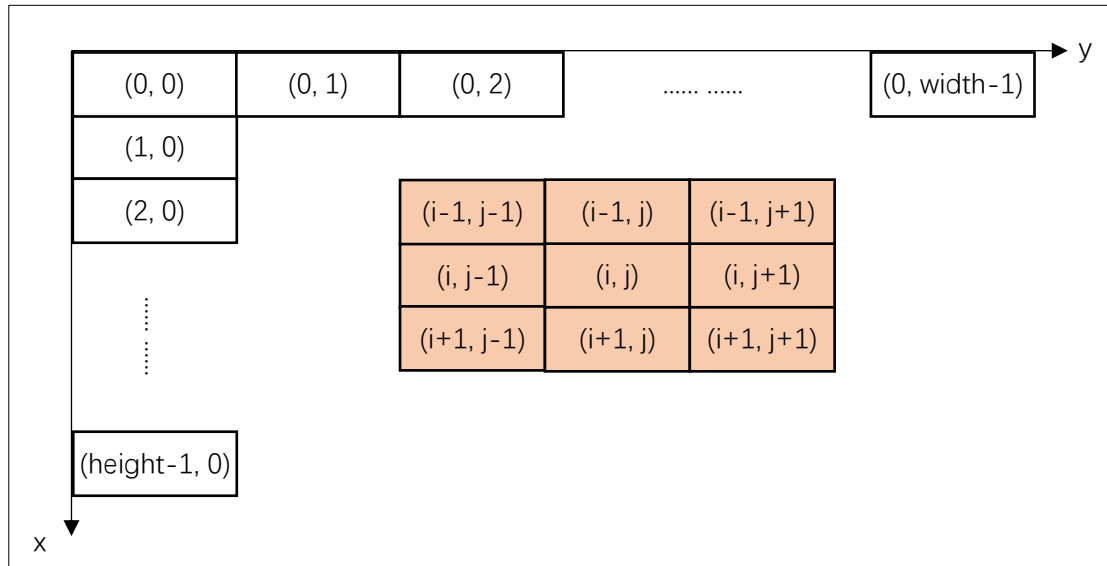 y
(0, 0) (0, 1) (0, 2) ...... ...... (0, width-1)
(1, 0)
(2, 0) (i-1, j-1) (i-1, j) (i-1, j+1)
(i, j-1) (i, j) (i, j+1)
...... ...... (i+1, j-1) (i+1, j) (i+1, j+1)
(height-1, 0)
x